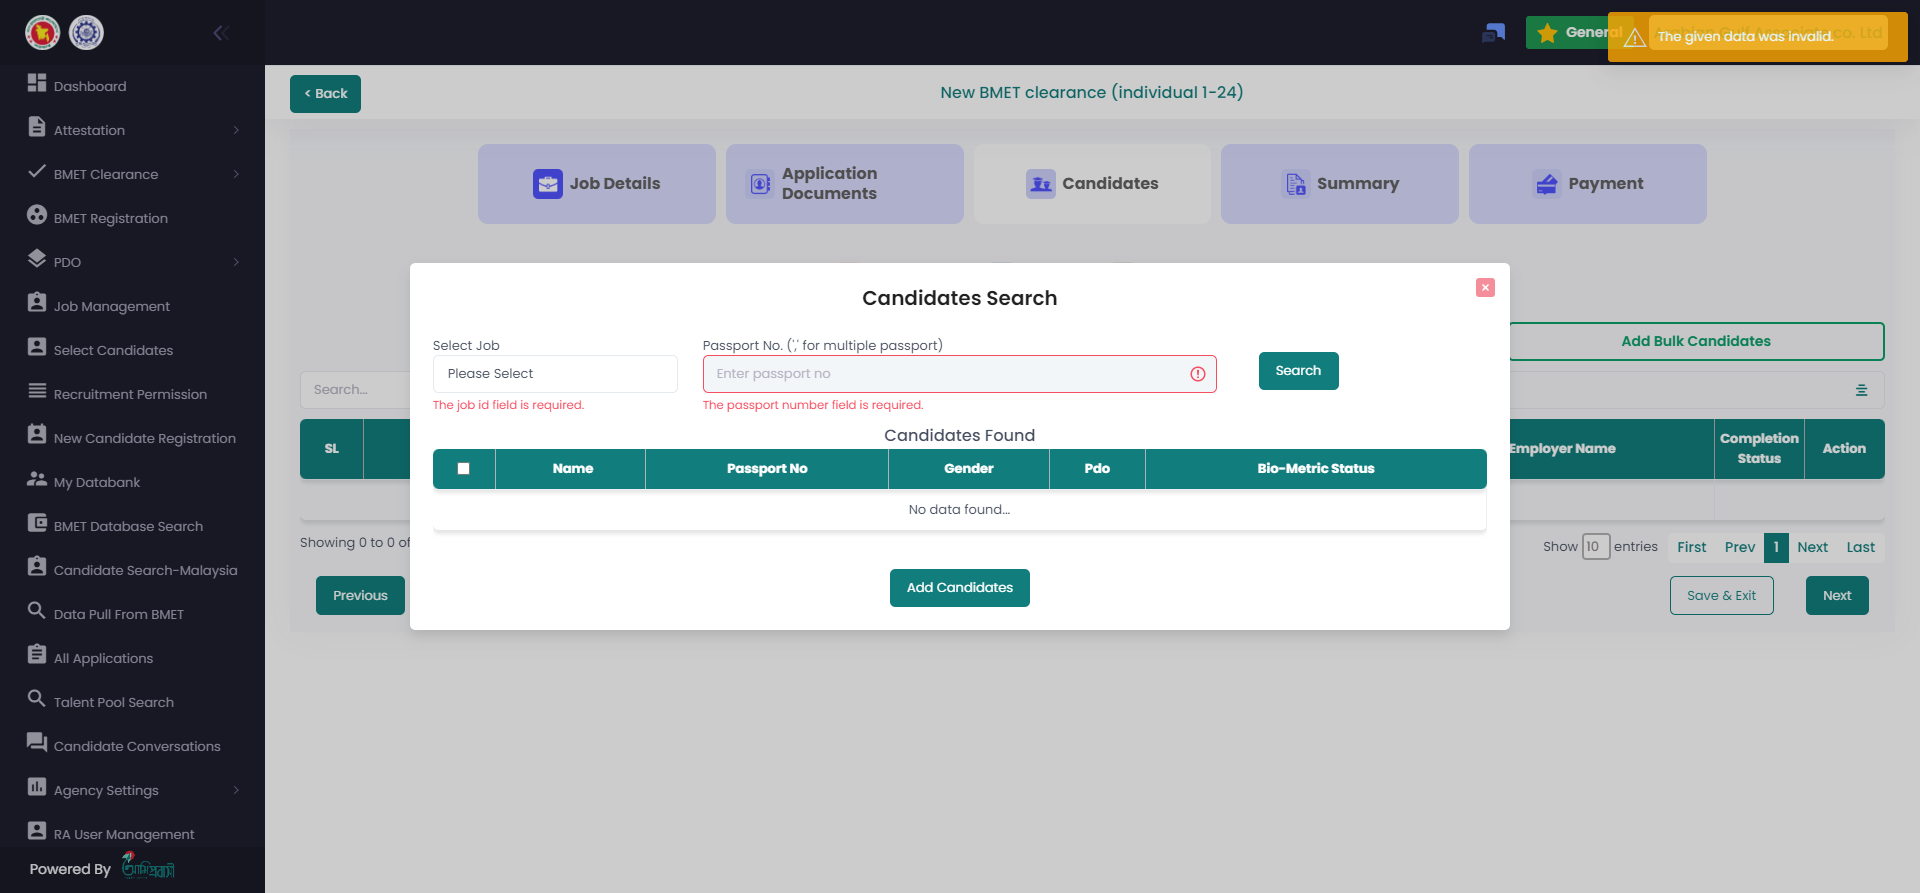 General
The given data was invalid.
Dashboard
Attestation
BMET Clearance
BMET Registration
PDO
Job Management
Select Candidates
Recruitment Permission
New Candidate Registration
My Databank
BMET Database Search
Candidate Search-Malaysia
Data Pull From BMET
All Applications
Talent Pool Search
Candidate Conversations
Agency Settings
RA User Management
Powered By
আমি প্রবাসী
< Back
New BMET clearance (individual 1-24)
Job Details
Application
Documents
Candidates
Summary
Payment
Candidates Search
Select Job
Passport No. (',' for multiple passport)
Please Select
Enter passport no
Search
The job id field is required.
The passport number field is required.
Candidates Found
Name
Passport No
Gender
Pdo
Bio-Metric Status
No data found...
Add Candidates
Add Bulk Candidates
Search...
SL
Employer Name
Completion
Status
Action
Showing 0 to 0 of
Show 10 entries
First
Prev
1
Next
Last
Previous
Save & Exit
Next